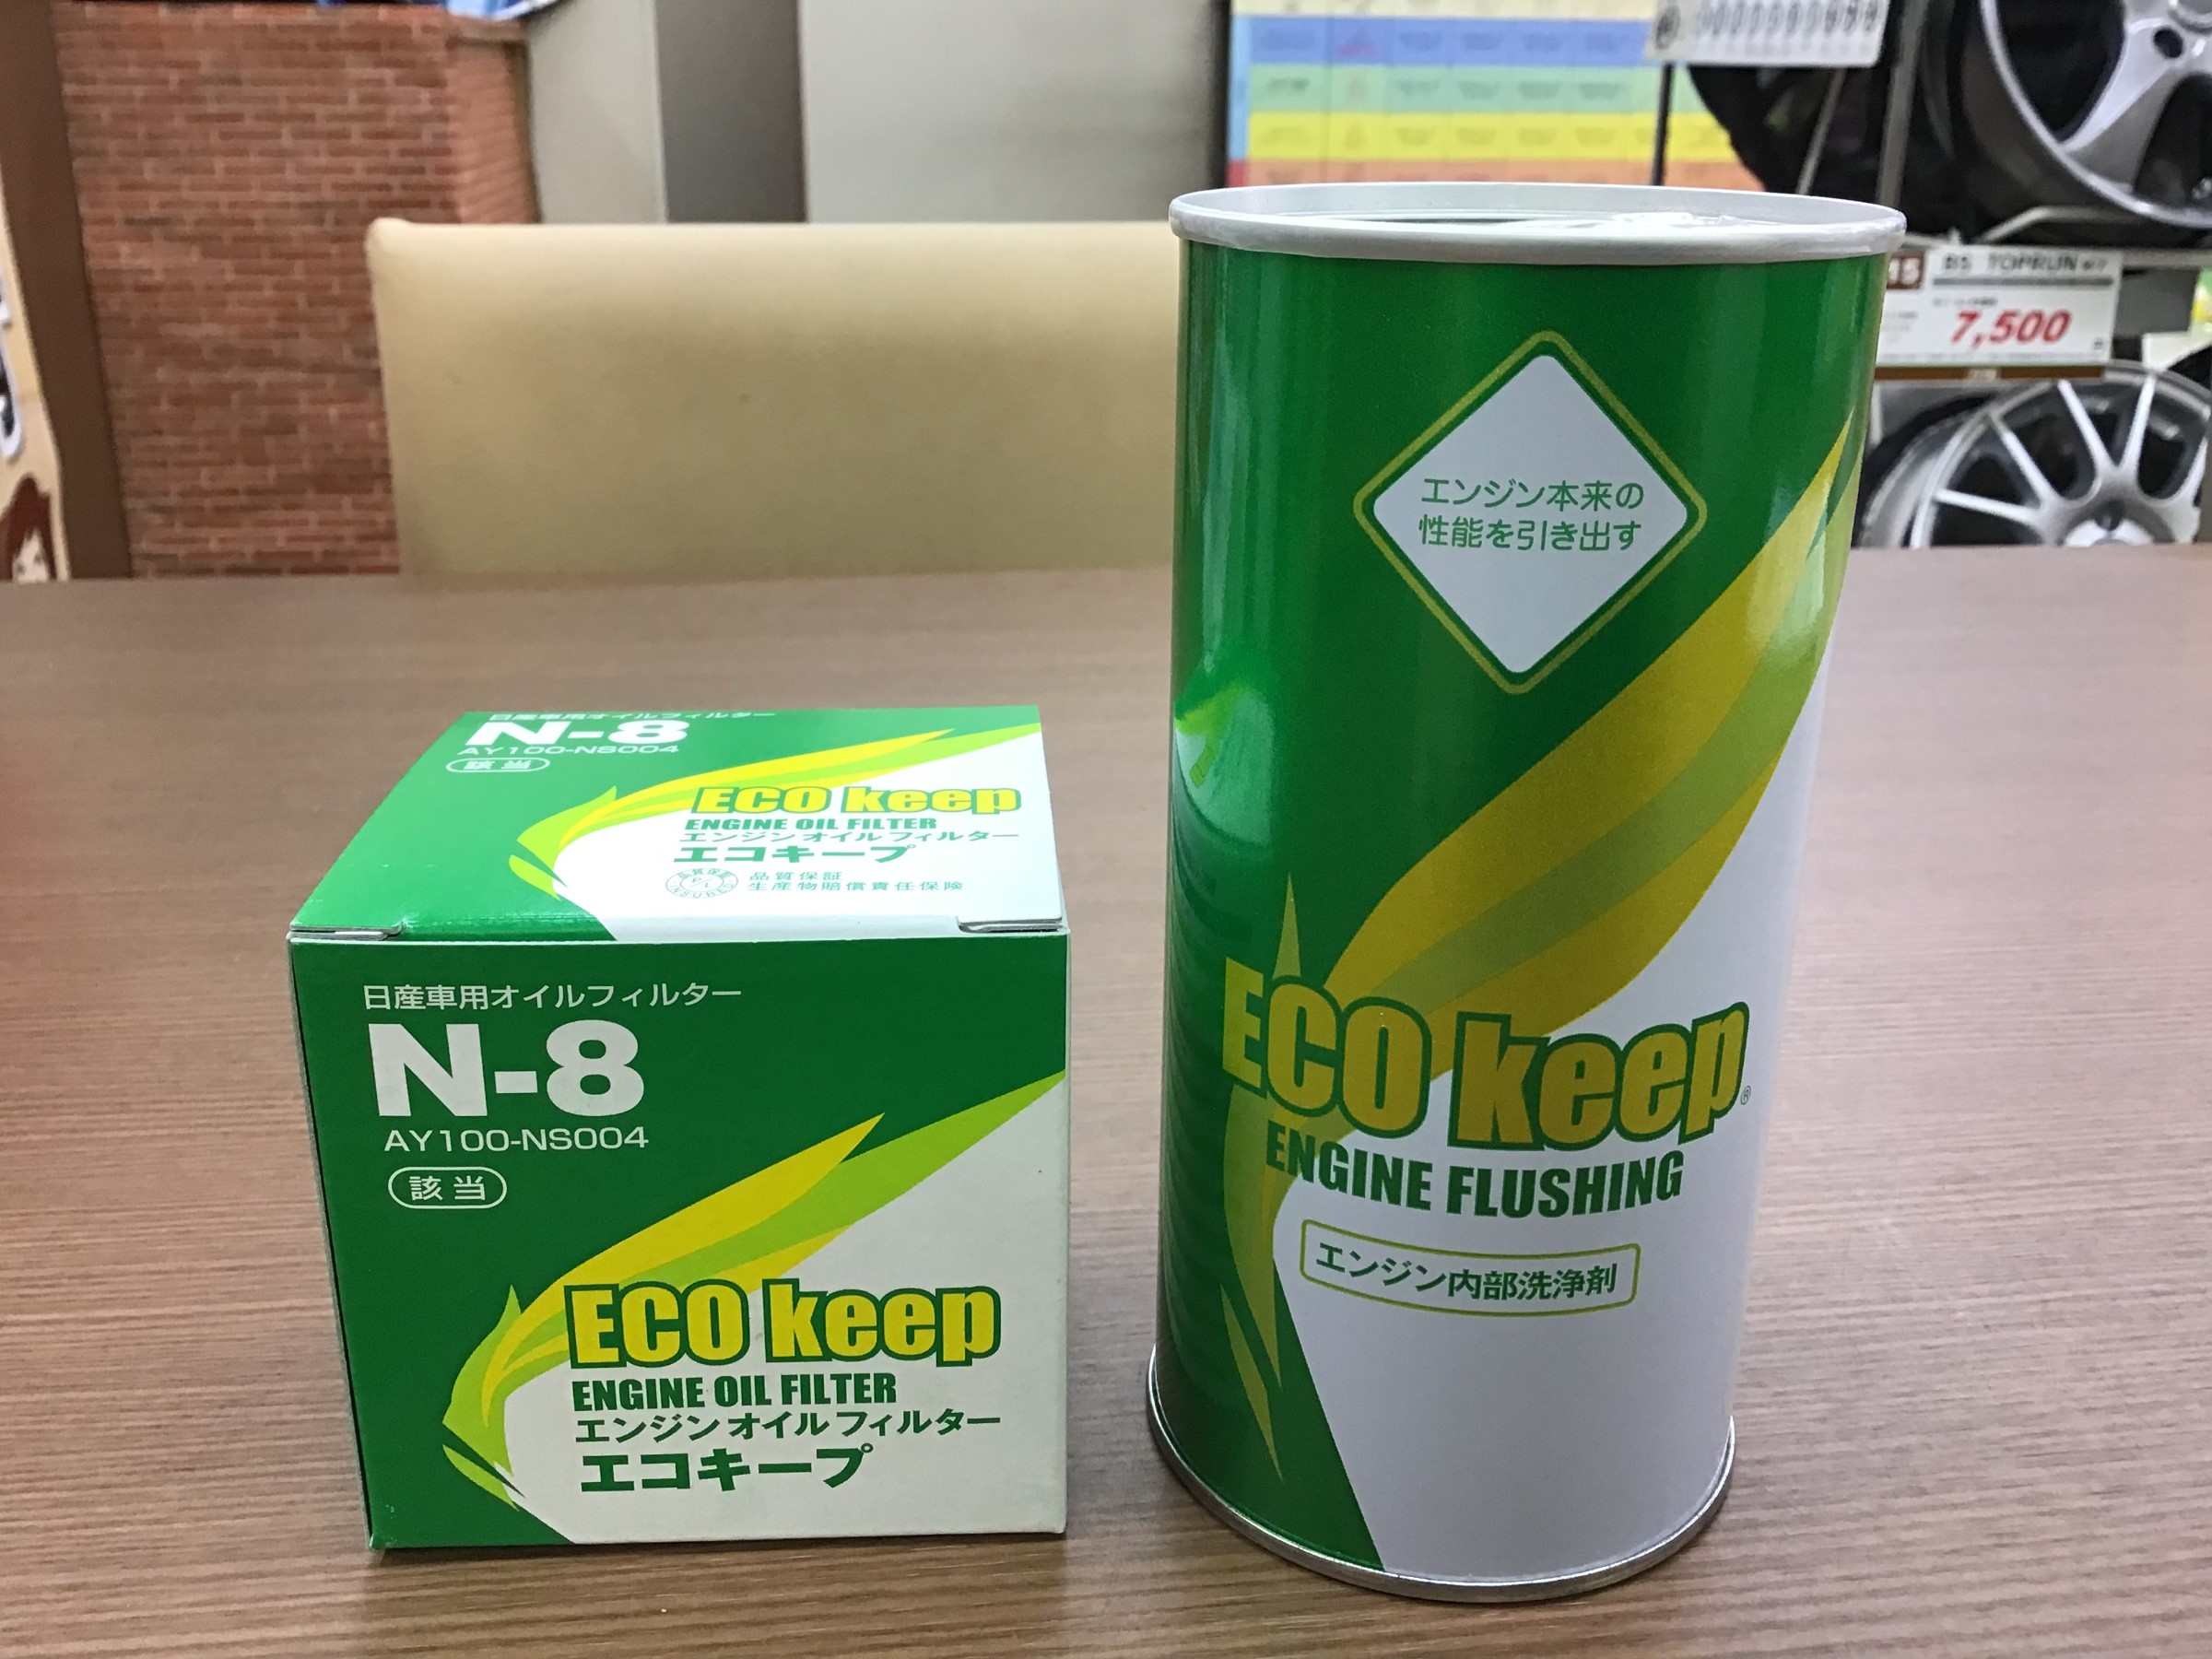 日産車用オイルフィルター
N-8
AY100-NS004
該当
ECO keep
ENGINE OIL FILTER
エンジン オイル フィルター
エコキープ
品質保証
生産物賠償責任保険
日産車用オイルフィルター
N-8
AY100-NS004
該当
ECO keep
ENGINE OIL FILTER
エンジン オイル フィルター
エコキープ
エンジン本来の
性能を引き出す
ECO keep®
ENGINE FLUSHING
エンジン内部洗浄剤
TOPRUN
7,500